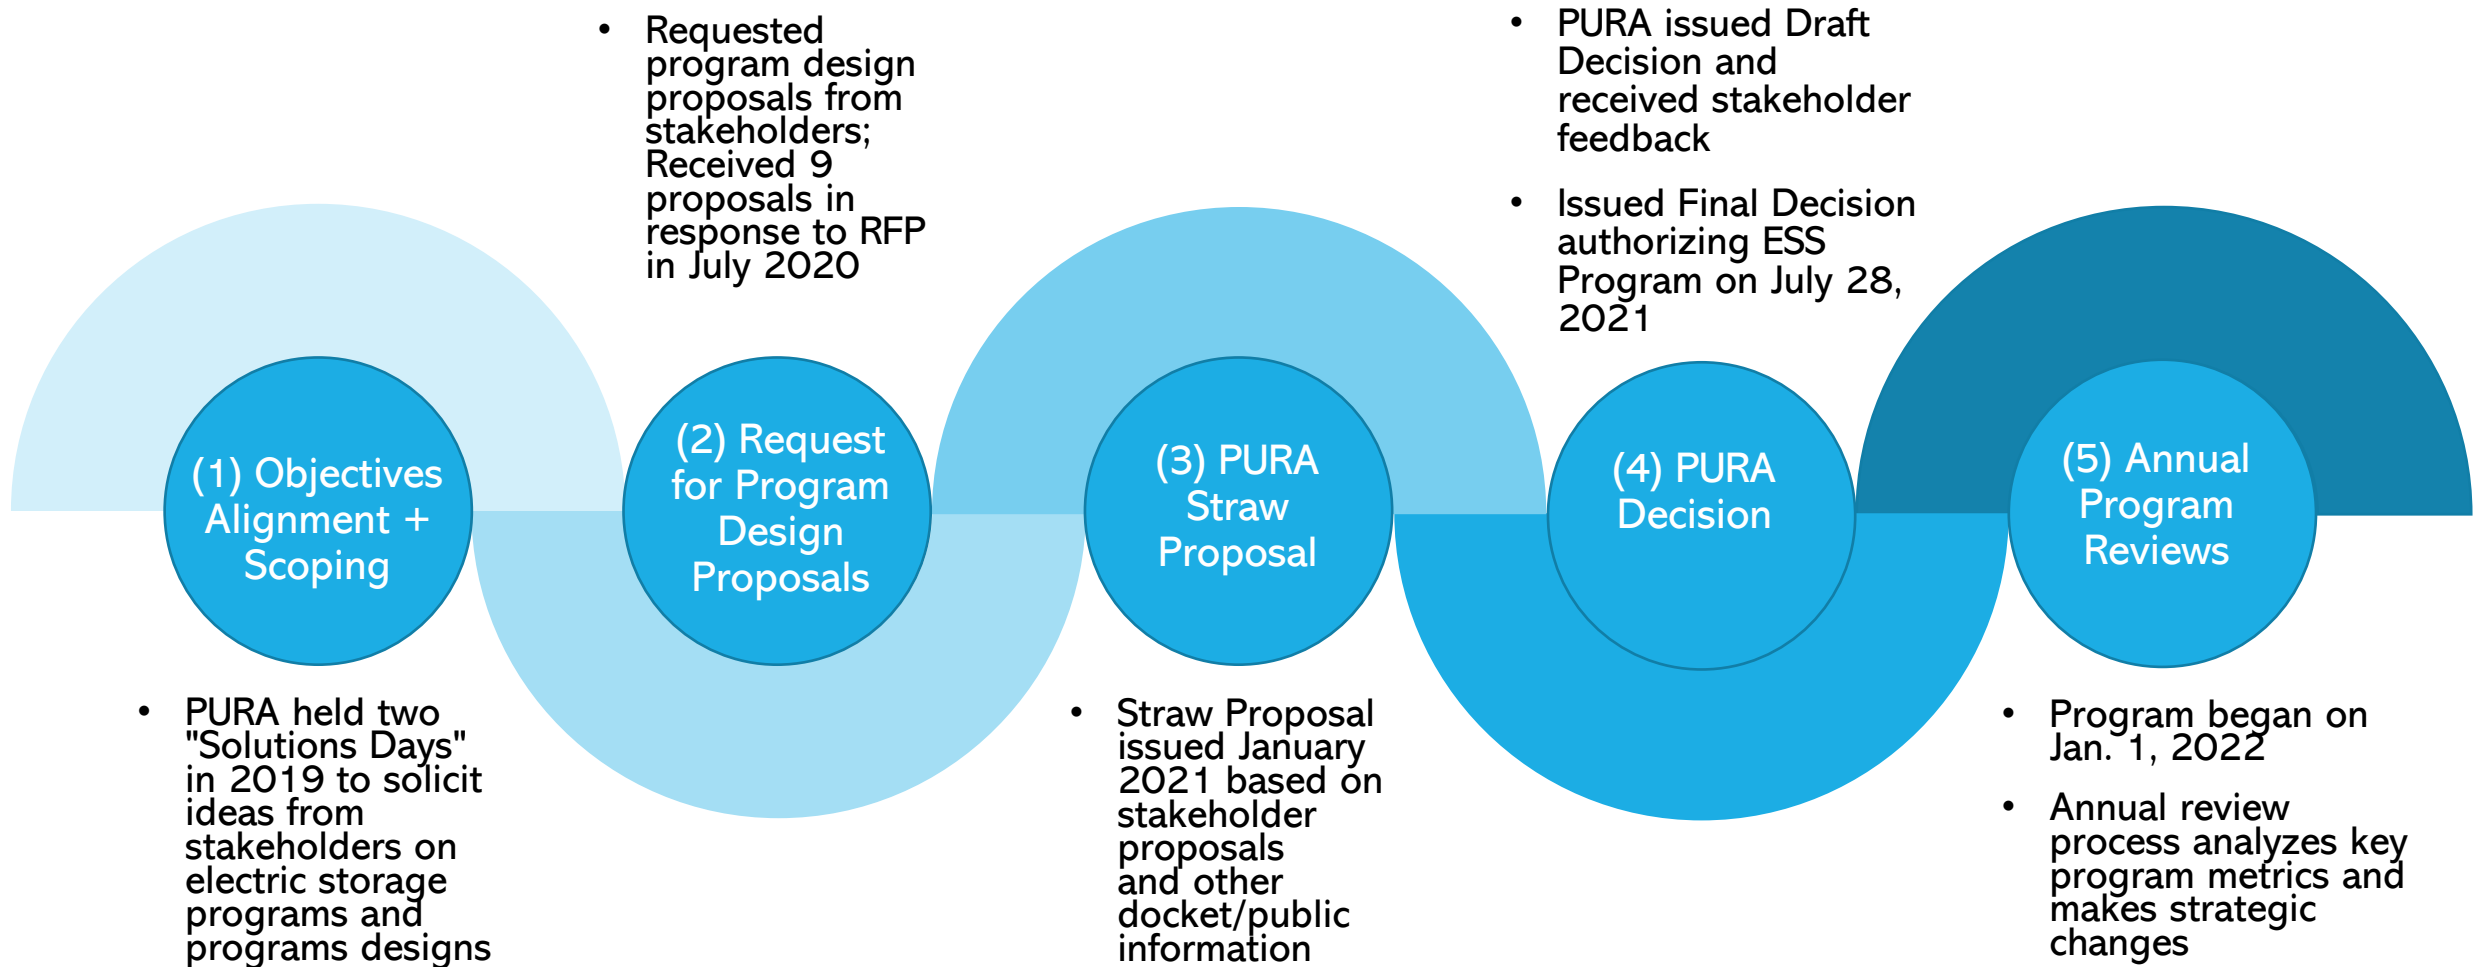 • Requested
program design
proposals from
stakeholders;
Received 9
proposals in
response to RFP
in July 2020
• PURA issued Draft
Decision and
received stakeholder
feedback
• Issued Final Decision
authorizing ESS
Program on July 28,
2021
(1) Objectives
Alignment +
Scoping
(2) Request
for Program
Design
Proposals
(3) PURA
Straw
Proposal
(4) PURA
Decision
(5) Annual
Program
Reviews
• PURA held two
"Solutions Days"
in 2019 to solicit
ideas from
stakeholders on
electric storage
programs and
programs designs
• Straw Proposal
issued January
2021 based on
stakeholder
proposals
and other
docket/public
information
• Program began on
Jan. 1, 2022
• Annual review
process analyzes key
program metrics and
makes strategic
changes